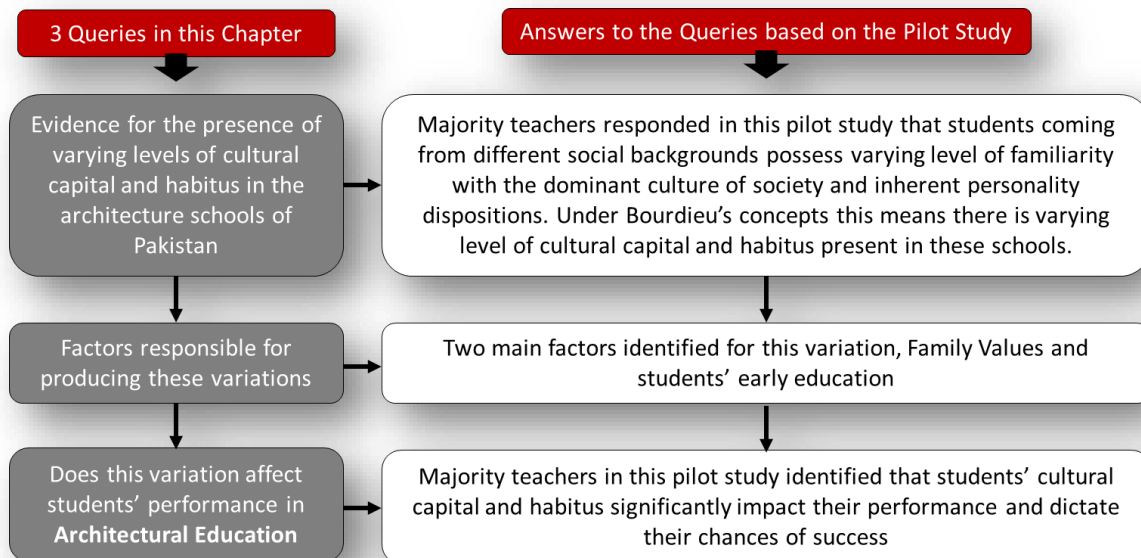 3 Queries in this Chapter
Answers to the Queries based on the Pilot Study
Evidence for the presence of
varying levels of cultural
capital and habitus in the
architecture schools of
Pakistan
Majority teachers responded in this pilot study that students coming
from different social backgrounds possess varying level of familiarity
with the dominant culture of society and inherent personality
dispositions. Under Bourdieu’s concepts this means there is varying
level of cultural capital and habitus present in these schools.
Factors responsible for
producing these variations
Two main factors identified for this variation, Family Values and
students’ early education
Does this variation affect
students’ performance in
Architectural Education
Majority teachers in this pilot study identified that students’ cultural
capital and habitus significantly impact their performance and dictate
their chances of success